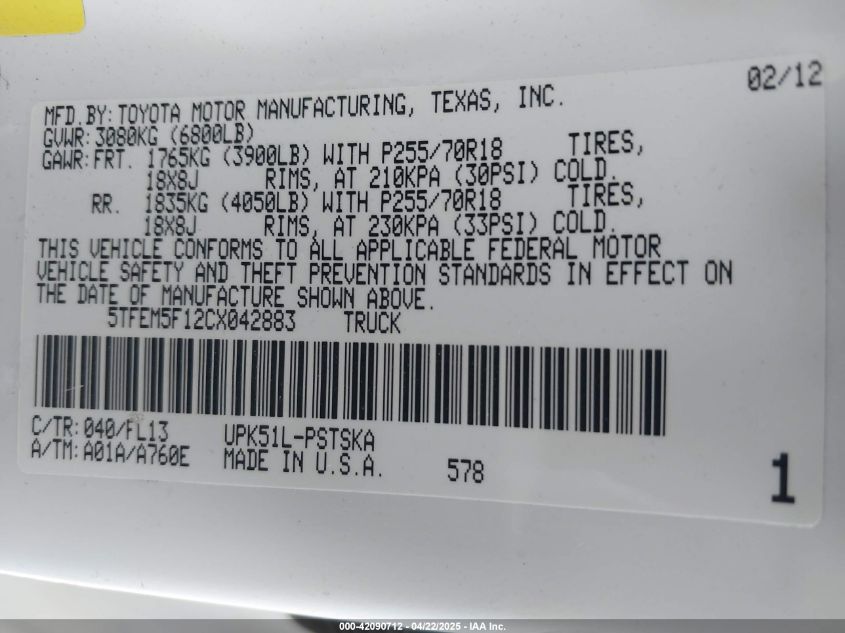 02/12
MFD.BY: TOYOTA MOTOR MANUFACTURING, TEXAS, INC.
GVWR: 3080KG (6800LB)
GAWR: FRT. 1765KG (3900LB) WITH P255/70R18 TIRES,
18X8J RIMS, AT 210KPA (30PSI) COLD.
RR. 1835KG (4050LB) WITH P255/70R18 TIRES,
18X8J RIMS, AT 230KPA (33PSI) COLD.
THIS VEHICLE CONFORMS TO ALL APPLICABLE FEDERAL MOTOR
VEHICLE SAFETY AND THEFT PREVENTION STANDARDS IN EFFECT ON
THE DATE OF MANUFACTURE SHOWN ABOVE.
5TFEM5F12CX042883 TRUCK
C/TR: 040/FL13 UPK51L-PSTSKA
A/TM: A01A/A760E MADE IN U.S.A. 578
1
000-42090712 - 04/22/2025 - IAA Inc.